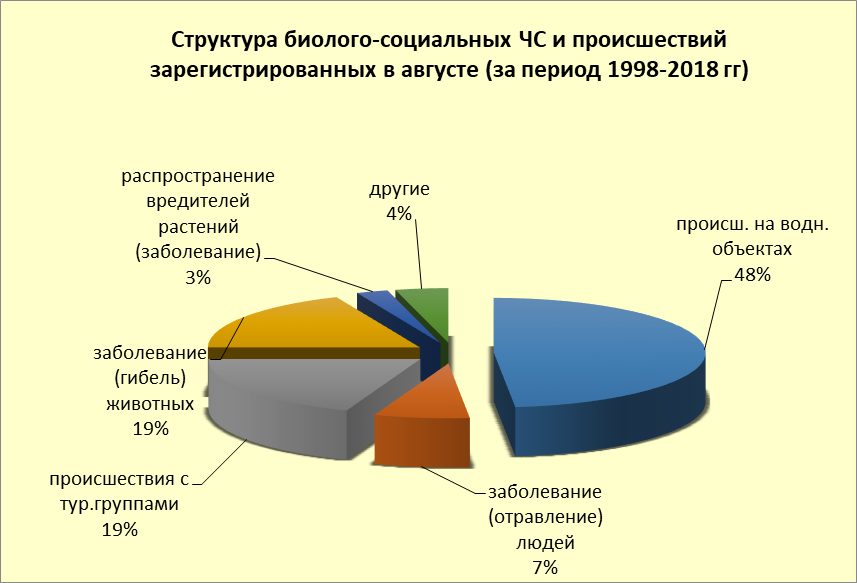 Структура биолого-социальных ЧС и происшествий
зарегистрированных в августе (за период 1998-2018 гг)
распространение
вредителей
растений
(заболевание)
3%
другие
4%
происш. на водн.
объектах
48%
заболевание
(гибель)
животных
19%
происшествия с
тур.группами
19%
заболевание
(отравление)
людей
7%